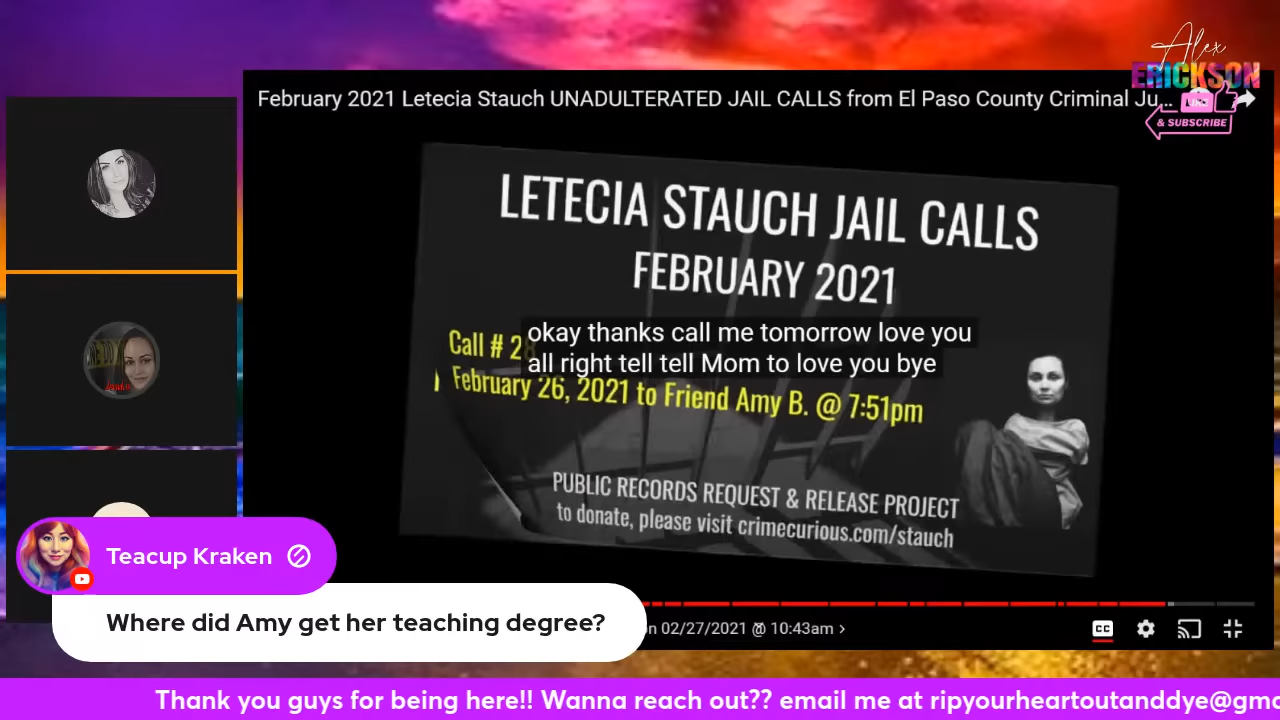 Alex
ERICKSON
February 2021 Letecia Stauch UNADULTERATED JAIL CALLS from El Paso County Criminal Ju...
& SUBSCRIBE
LETECIA STAUCH JAIL CALLS
FEBRUARY 2021
okay thanks call me tomorrow love you
all right tell tell Mom to love you bye
Call # 28
February 26, 2021 to Friend Amy B. @ 7:51pm
PUBLIC RECORDS REQUEST & RELEASE PROJECT
to donate, please visit crimecurious.com/stauch
Teacup Kraken
Where did Amy get her teaching degree?
on 02/27/2021 @ 10:43am >
CC
Thank you guys for being here!! Wanna reach out?? email me at ripyourheartoutanddye@gma